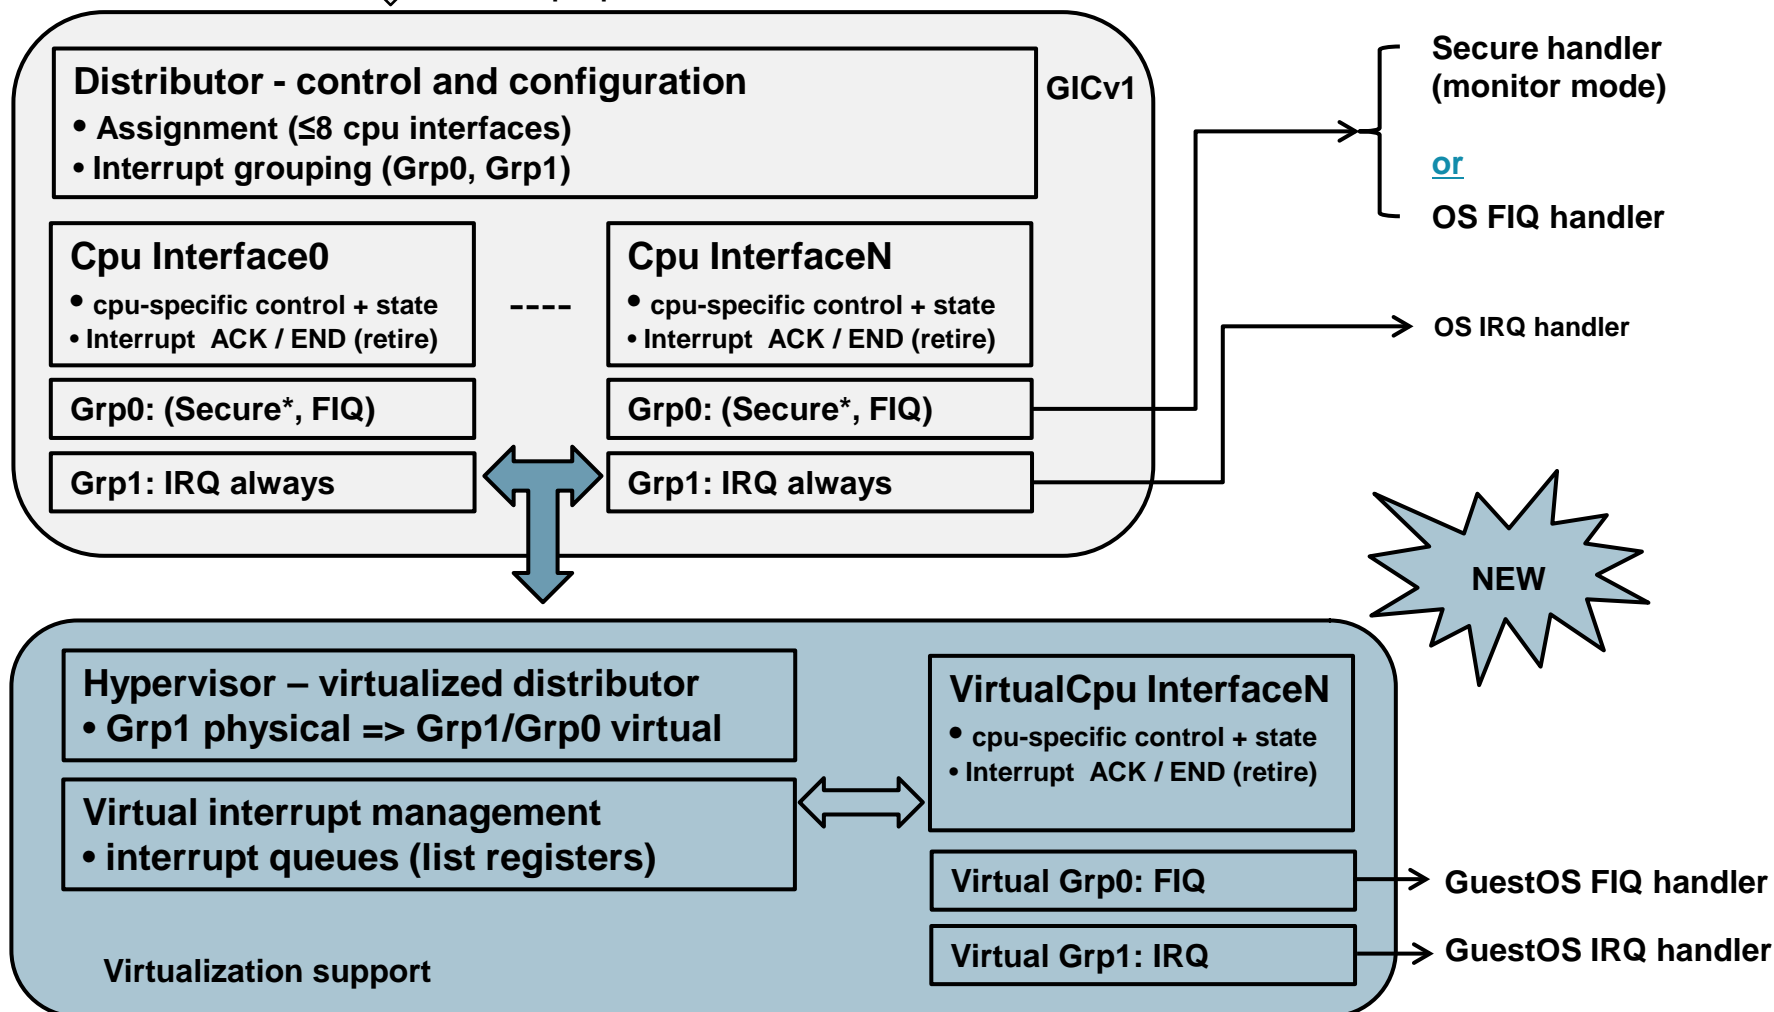 Distributor - control and configuration
• Assignment (≤8 cpu interfaces)
• Interrupt grouping (Grp0, Grp1)
GICv1
Cpu Interface0
• cpu-specific control + state
• Interrupt ACK / END (retire)
Grp0: (Secure*, FIQ)
Grp1: IRQ always
----
Cpu InterfaceN
• cpu-specific control + state
• Interrupt ACK / END (retire)
Grp0: (Secure*, FIQ)
Grp1: IRQ always
Secure handler
(monitor mode)
or
OS FIQ handler
OS IRQ handler
NEW
Hypervisor – virtualized distributor
• Grp1 physical => Grp1/Grp0 virtual
Virtual interrupt management
• interrupt queues (list registers)
Virtualization support
VirtualCpu InterfaceN
• cpu-specific control + state
• Interrupt ACK / END (retire)
Virtual Grp0: FIQ
Virtual Grp1: IRQ
GuestOS FIQ handler
GuestOS IRQ handler